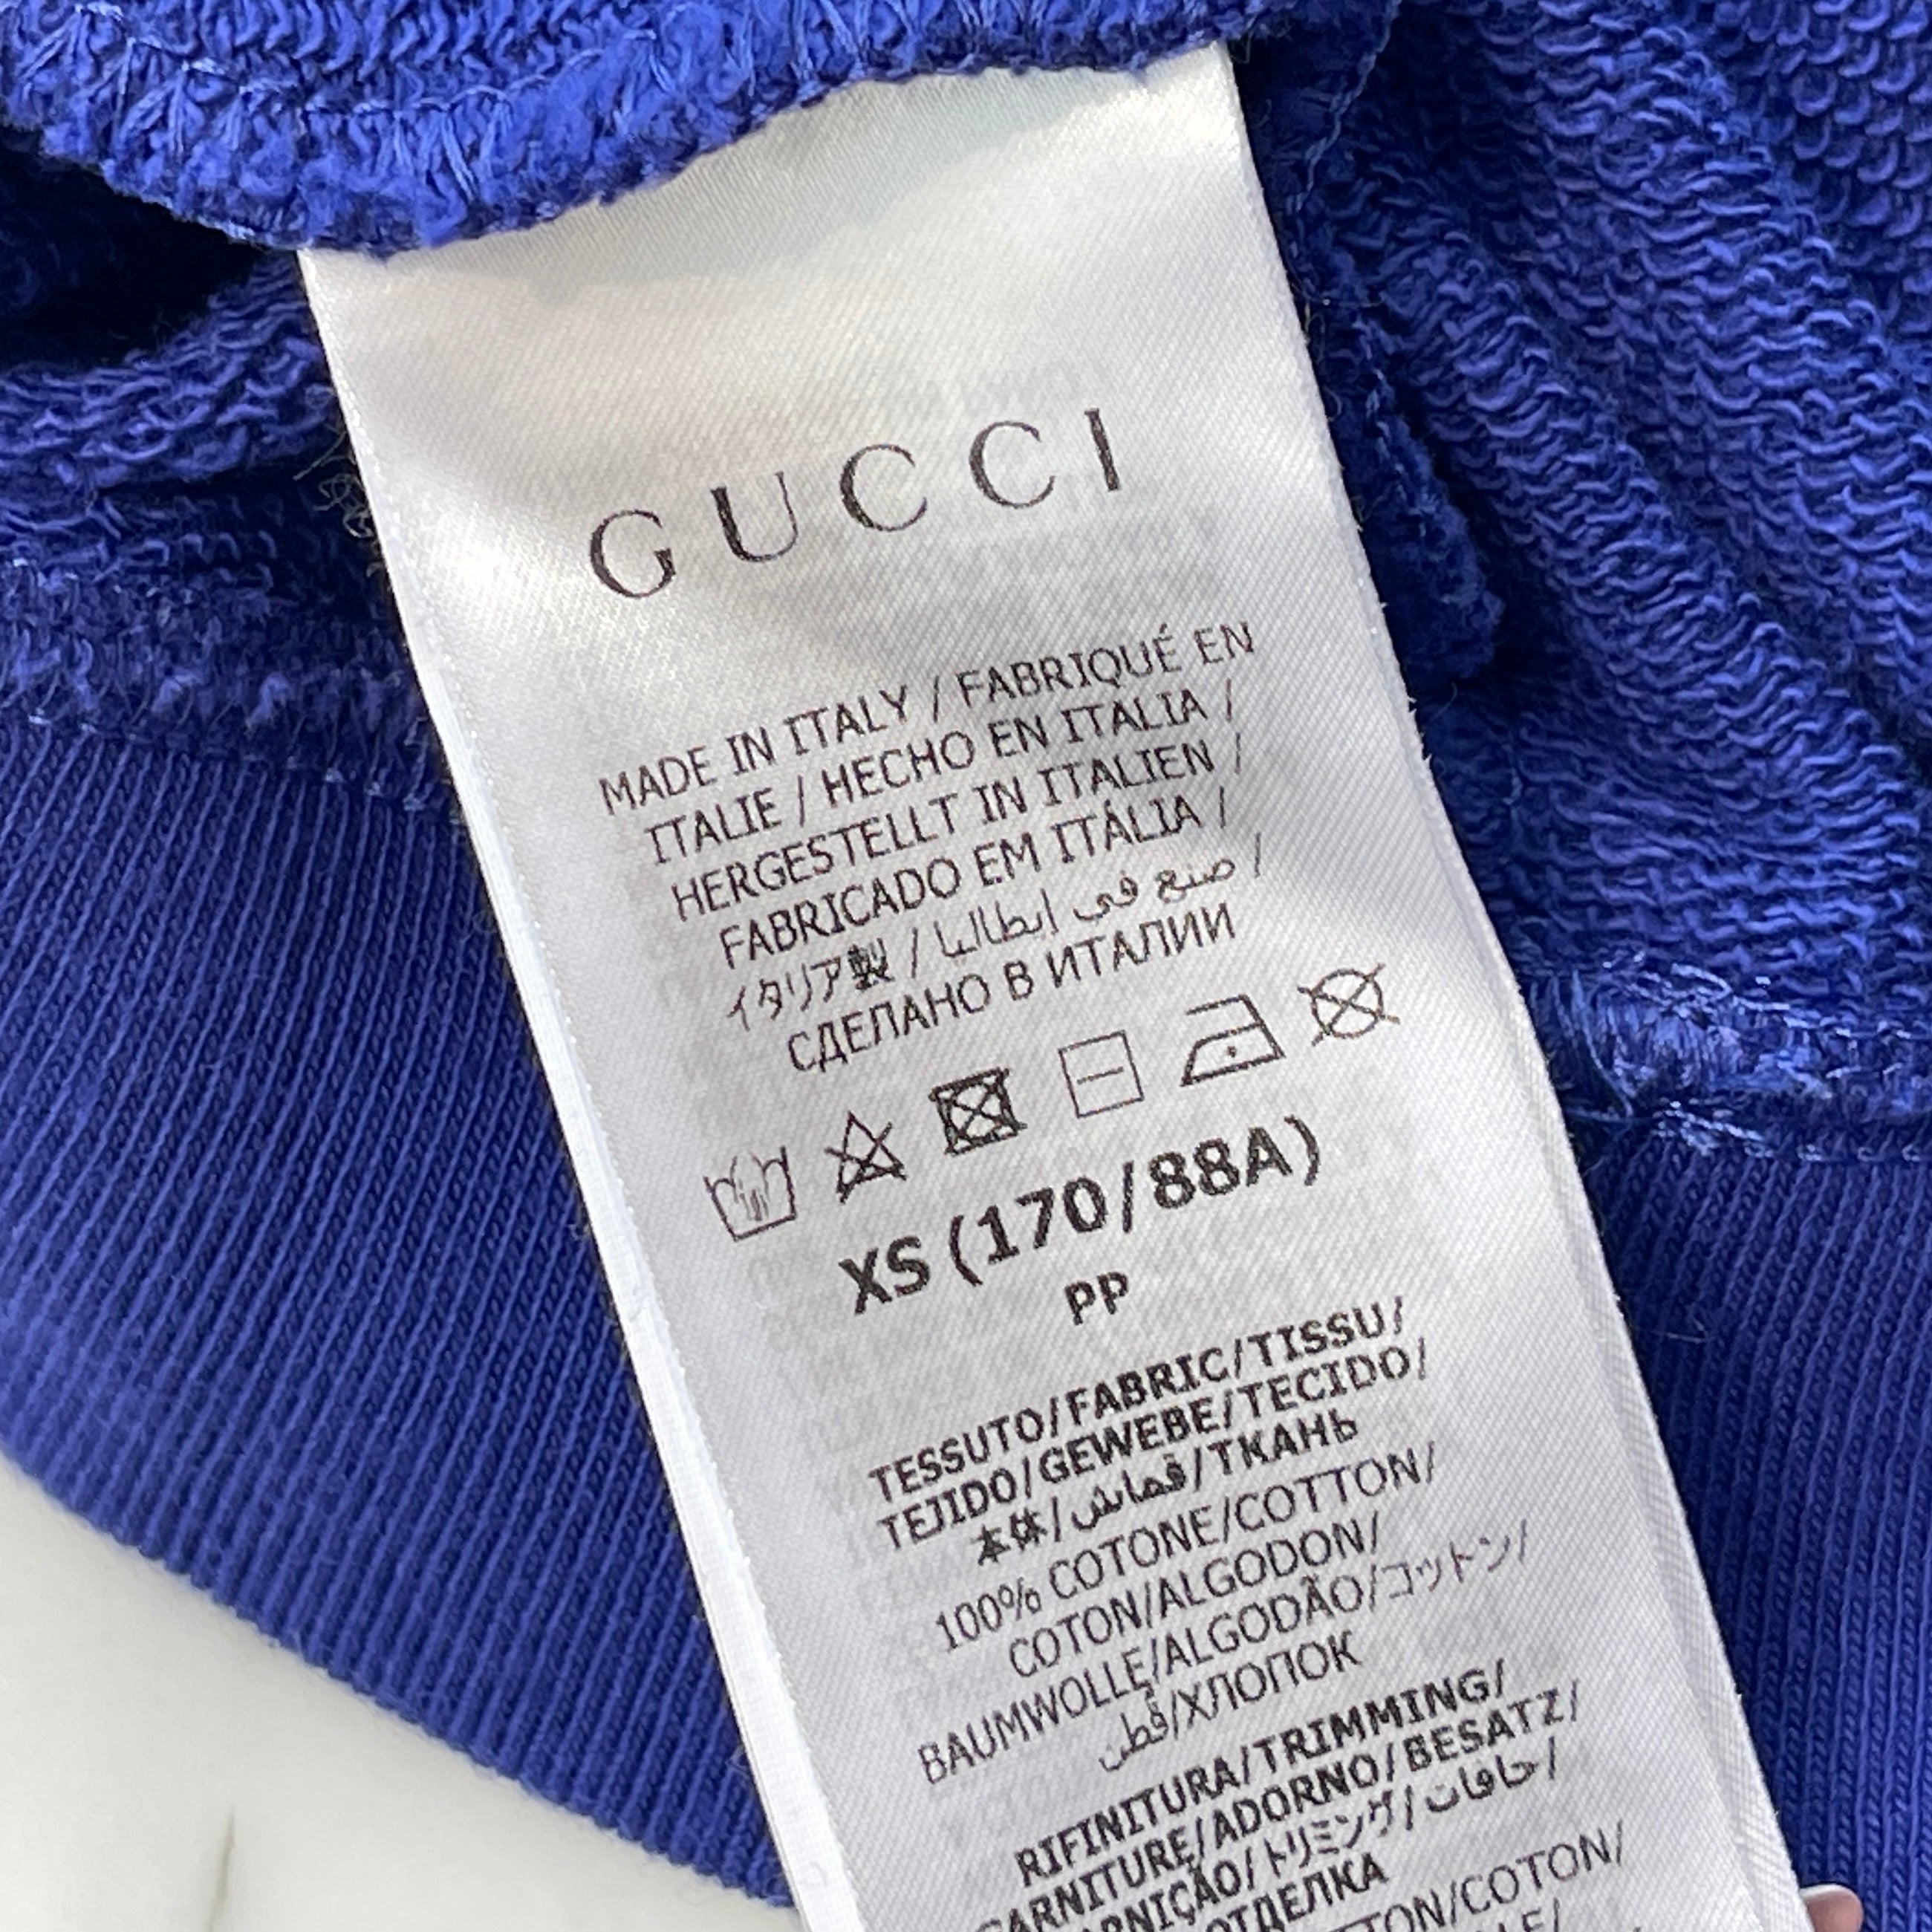 GUCCI
MADE IN ITALY / FABRIQUÉ EN
ITALIE / HECHO EN ITALIA /
HERGESTELLT IN ITALIEN /
FABRICADO EM ITÁLIA /
イタリア製 / صنع في ايطاليا /
СДЕЛАНО В ИТАЛИИ
XS (170/88A)
PP
TESSUTO/FABRIC/TISSU/
TEJIDO/GEWEBE/TECIDO/
本体/قماش/ТКАНЬ
100% COTONE/COTTON/
COTON/ALGODON/
BAUMWOLLE/ALGODÃO/コットン/
قطن/ХЛОПОК
RIFINITURA/TRIMMING/
GARNITURE/ADORNO/BESATZ/
トリミング/حافات/
ОТДЕЛКА
/COTON/